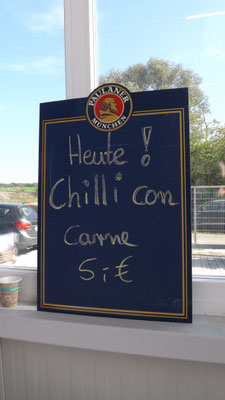 PAULANER
MÜNCHEN
Heute !
Chilli con
Carne
5,- €